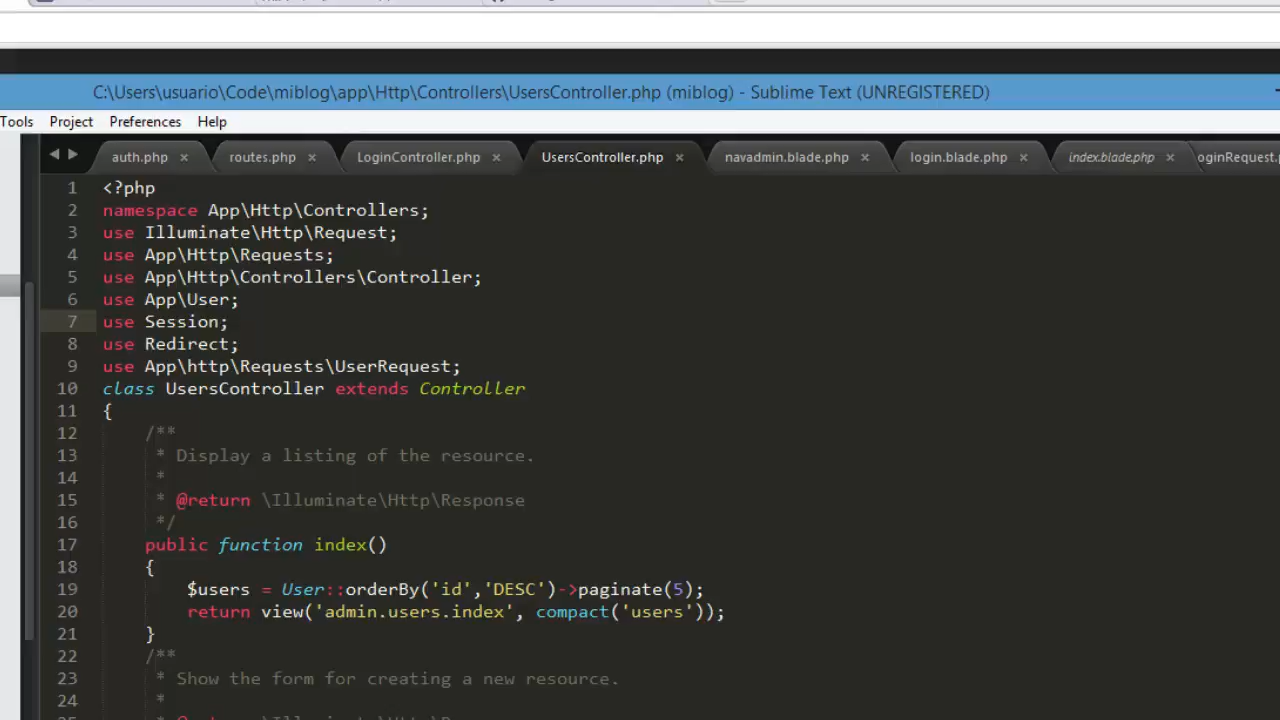 C:\Users\usuario\Code\miblog\app\Http\Controllers\UsersController.php (miblog) - Sublime Text (UNREGISTERED)
Tools Project Preferences Help
auth.php × routes.php × LoginController.php × UsersController.php × navadmin.blade.php × login.blade.php × index.blade.php × oginRequest.
1 <?php
2 namespace App\Http\Controllers;
3 use Illuminate\Http\Request;
4 use App\Http\Requests;
5 use App\Http\Controllers\Controller;
6 use App\User;
7 use Session;
8 use Redirect;
9 use App\http\Requests\UserRequest;
10 class UsersController extends Controller
11 {
12 /**
13 * Display a listing of the resource.
14 *
15 * @return \Illuminate\Http\Response
16 */
17 public function index()
18 {
19 $users = User::orderBy('id','DESC')->paginate(5);
20 return view('admin.users.index', compact('users'));
21 }
22 /**
23 * Show the form for creating a new resource.
24 *